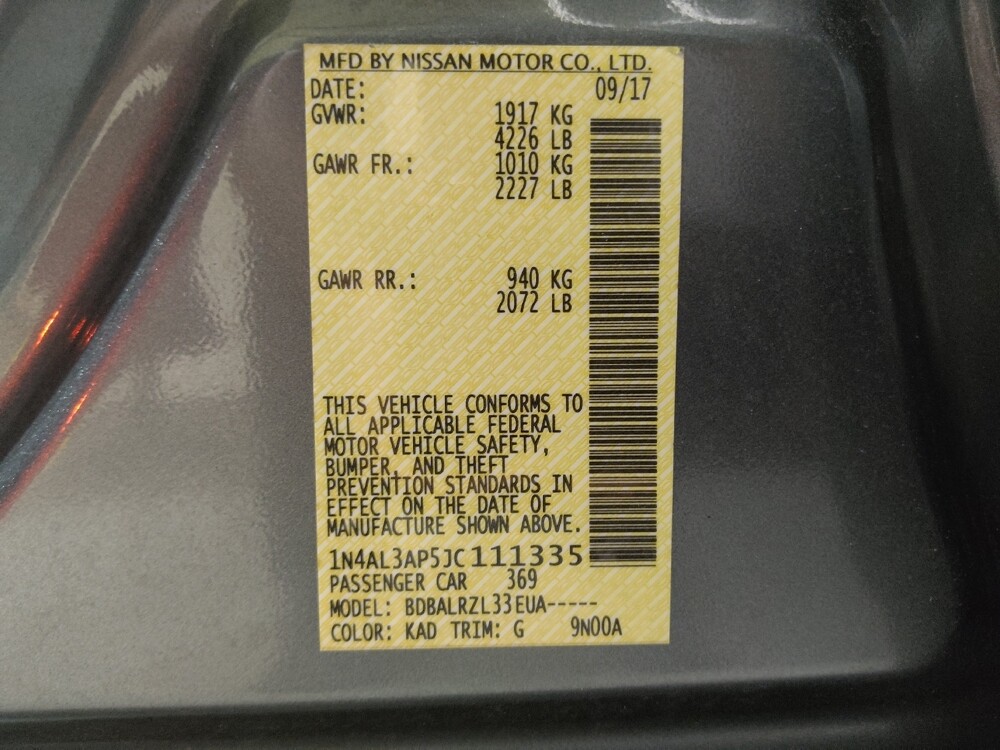 MFD BY NISSAN MOTOR CO., LTD.
DATE: 09/17
GVWR: 1917 KG
4226 LB
GAWR FR.: 1010 KG
2227 LB
GAWR RR.: 940 KG
2072 LB
THIS VEHICLE CONFORMS TO
ALL APPLICABLE FEDERAL
MOTOR VEHICLE SAFETY,
BUMPER, AND THEFT
PREVENTION STANDARDS IN
EFFECT ON THE DATE OF
MANUFACTURE SHOWN ABOVE.
1N4AL3AP5JC111335
PASSENGER CAR 369
MODEL: BDBALRZL33EUA-----
COLOR: KAD TRIM: G 9N00A